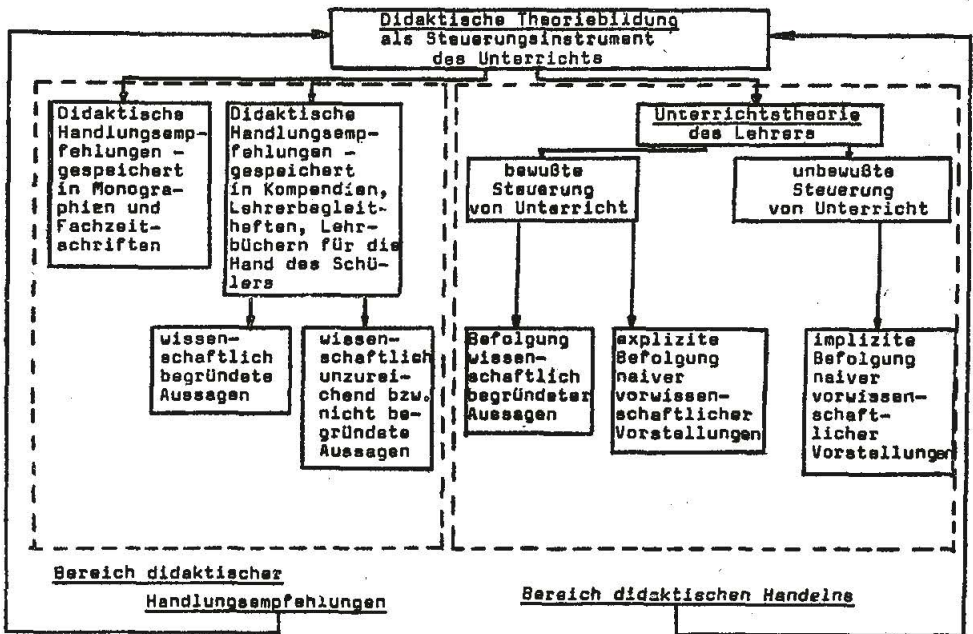 Didaktische Theoriebildung
als Steuerungsinstrument
des Unterrichts
Didaktische
Handlungsemp-
fehlungen -
gespeichert
in Monogra-
phien und
Fachzeit-
schriften
Didaktische
Handlungsemp-
fehlungen -
gespeichert
in Kompendien,
Lehrerbegleit-
heften, Lehr-
büchern für die
Hand des Schü-
lers
wissen-
schaftlich
begründete
Aussagen
wissen-
schaftlich
unzurei-
chend bzw.
nicht be-
gründete
Aussagen
Unterrichtstheorie
des Lehrers
bewußte
Steuerung
von Unterricht
unbewußte
Steuerung
von Unterricht
Befolgung
wissen-
schaftlich
begründeter
Aussagen
explizite
Befolgung
naiver
vorwissen-
schaftlicher
Vorstellungen
implizite
Befolgung
naiver
vorwissen-
schaft-
licher
Vorstellungen
Bereich didaktischer
Handlungsempfehlungen
Bereich didaktischen Handelns